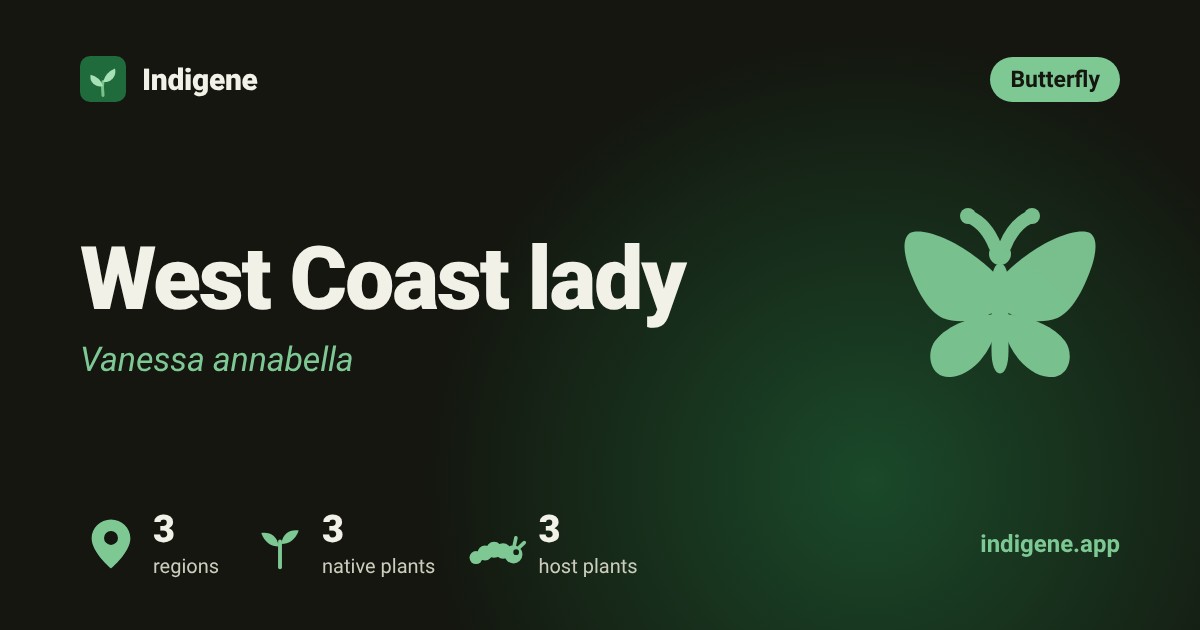 Indigene
Butterfly
West Coast lady
Vanessa annabella
3
regions
3
native plants
3
host plants
indigene.app